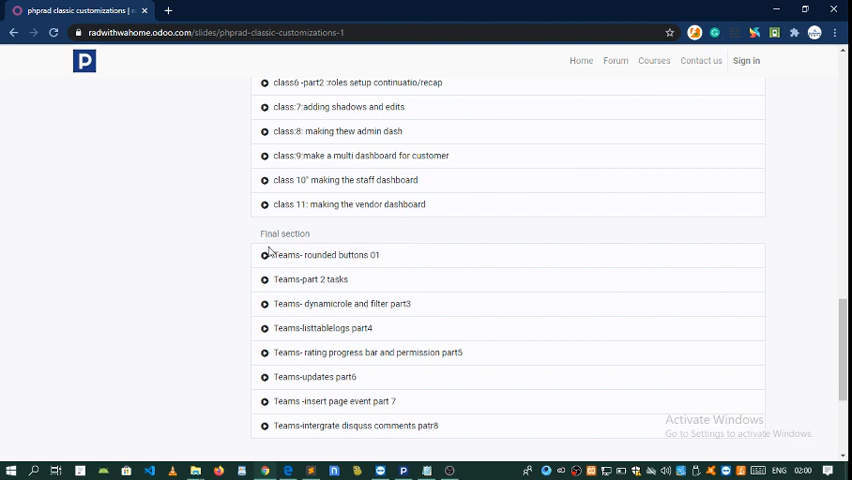 phprad classic customizations | r
radwithwahome.odoo.com/slides/phprad-classic-customizations-1
P
Home Forum Courses Contact us Sign in
class6 -part2 :roles setup continuatio/recap
class:7:adding shadows and edits
class:8: making thew admin dash
class:9:make a multi dashboard for customer
class 10" making the staff dashboard
class 11: making the vendor dashboard
Final section
Teams- rounded buttons 01
Teams-part 2 tasks
Teams- dynamicrole and filter part3
Teams-listtablelogs part4
Teams- rating progress bar and permission part5
Teams-updates part6
Teams -insert page event part 7
Teams-intergrate disquss comments patr8
Activate Windows
Go to Settings to activate Windows.
ENG 02:00